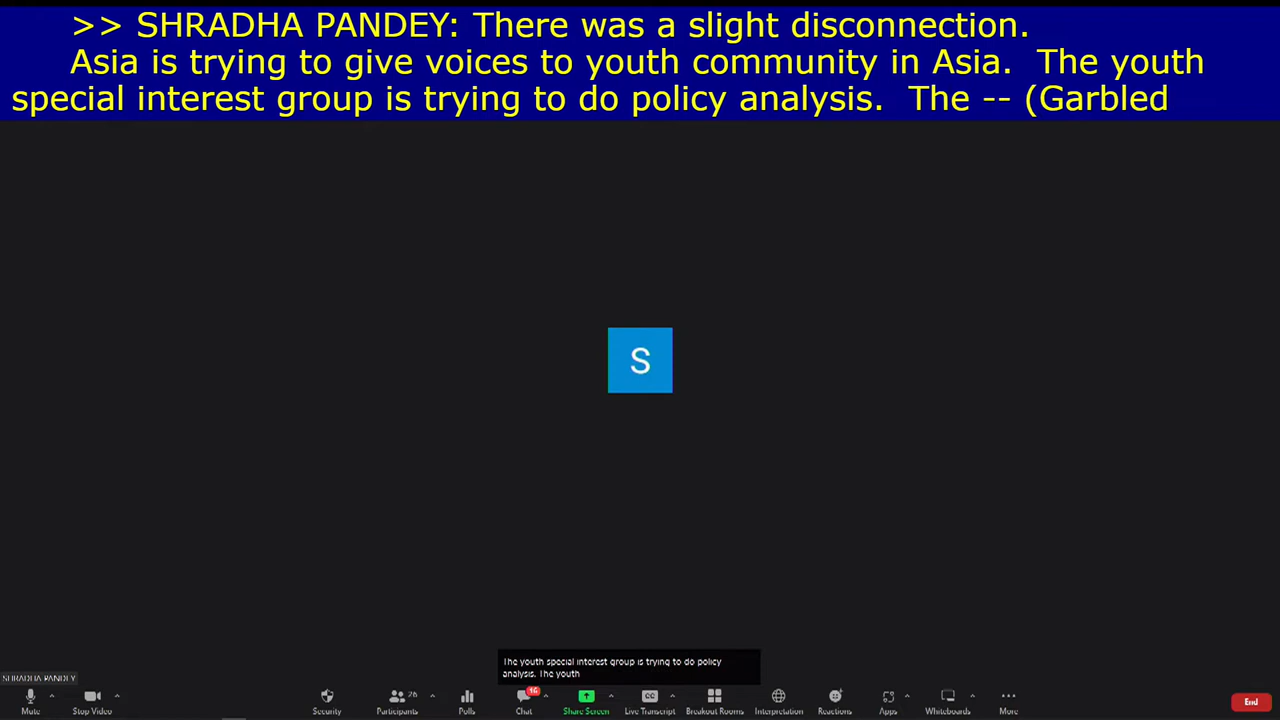 >> SHRADHA PANDEY: There was a slight disconnection.
Asia is trying to give voices to youth community in Asia. The youth
special interest group is trying to do policy analysis. The -- (Garbled
S
The youth special interest group is trying to do policy
analysis. The youth
SHRADHA PANDEY
Mute
Stop Video
Security
26
Participants
Polls
16
Chat
Share Screen
CC
Live Transcript
Breakout Rooms
Interpretation
Reactions
Apps
Whiteboards
More
End